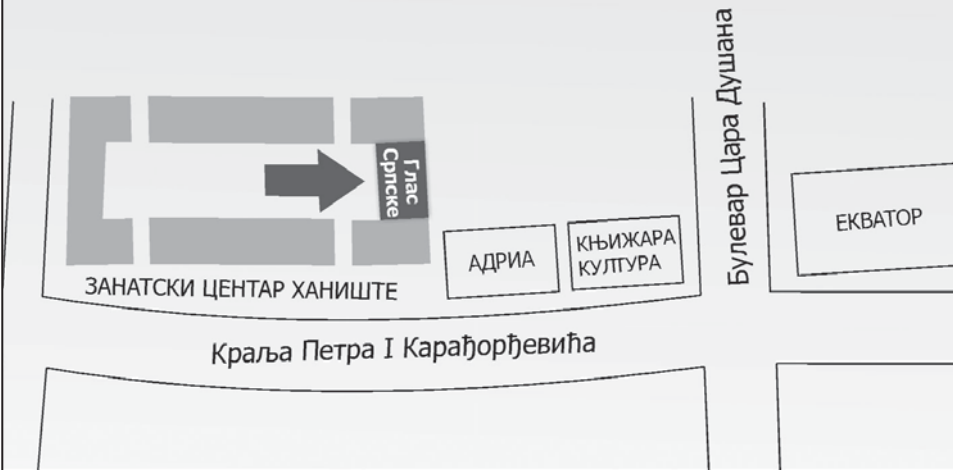 Булевар Цара Душана
Глас
Српске
ЕКВАТОР
КЊИЖАРА
КУЛТУРА
АДРИА
ЗАНАТСКИ ЦЕНТАР ХАНИШТЕ
Краља Петра I Карађорђевића